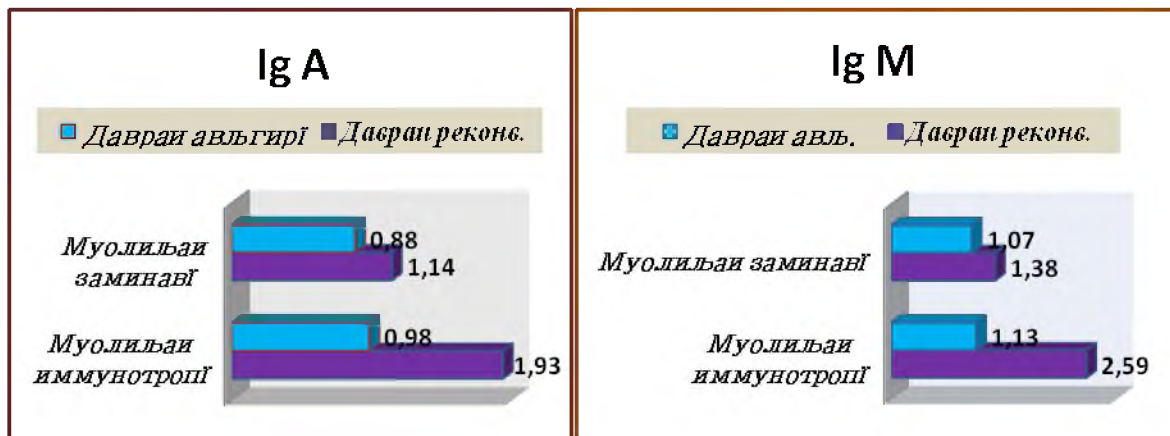 Ig A
Давраи ављгирї Давраи реконв.
Муолиљаи
заминавї
0,88
1,14
Муолиљаи
иммунотропї
0,98
1,93
Ig M
Давраи ављ. Давраи реконв.
Муолиљаи заминавї
1,07
1,38
Муолиљаи
иммунотропї
1,13
2,59